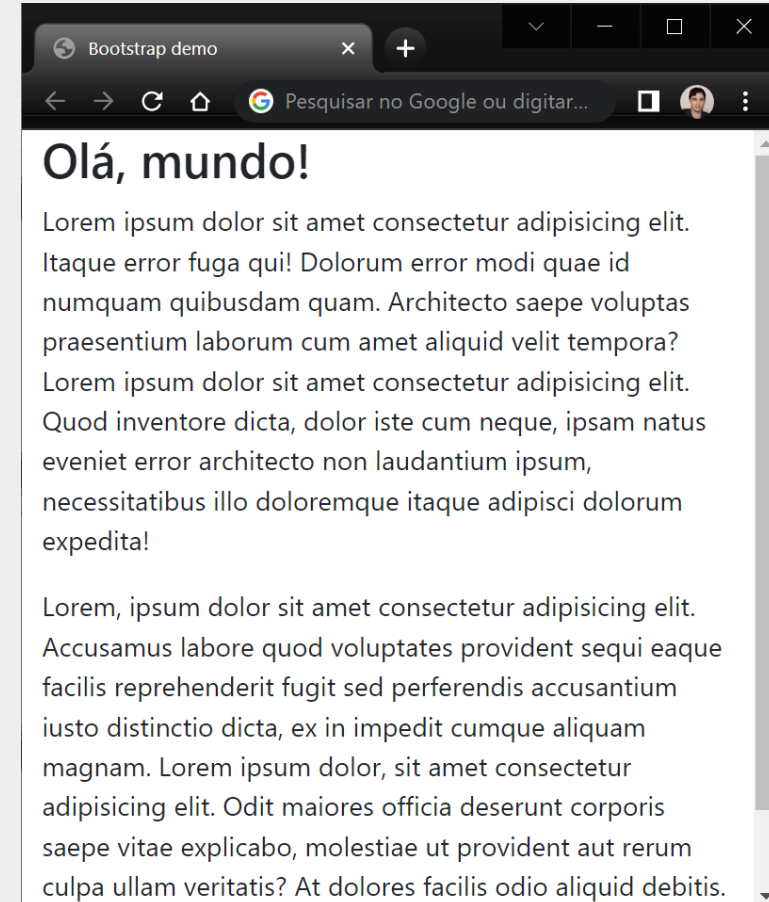 Bootstrap demo
Pesquisar no Google ou digitar...
Olá, mundo!
Lorem ipsum dolor sit amet consectetur adipisicing elit.
Itaque error fuga qui! Dolorum error modi quae id
numquam quibusdam quam. Architecto saepe voluptas
praesentium laborum cum amet aliquid velit tempora?
Lorem ipsum dolor sit amet consectetur adipisicing elit.
Quod inventore dicta, dolor iste cum neque, ipsam natus
eveniet error architecto non laudantium ipsum,
necessitatibus illo doloremque itaque adipisci dolorum
expedita!
Lorem, ipsum dolor sit amet consectetur adipisicing elit.
Accusamus labore quod voluptates provident sequi eaque
facilis reprehenderit fugit sed perferendis accusantium
iusto distinctio dicta, ex in impedit cumque aliquam
magnam. Lorem ipsum dolor, sit amet consectetur
adipisicing elit. Odit maiores officia deserunt corporis
saepe vitae explicabo, molestiae ut provident aut rerum
culpa ullam veritatis? At dolores facilis odio aliquid debitis.